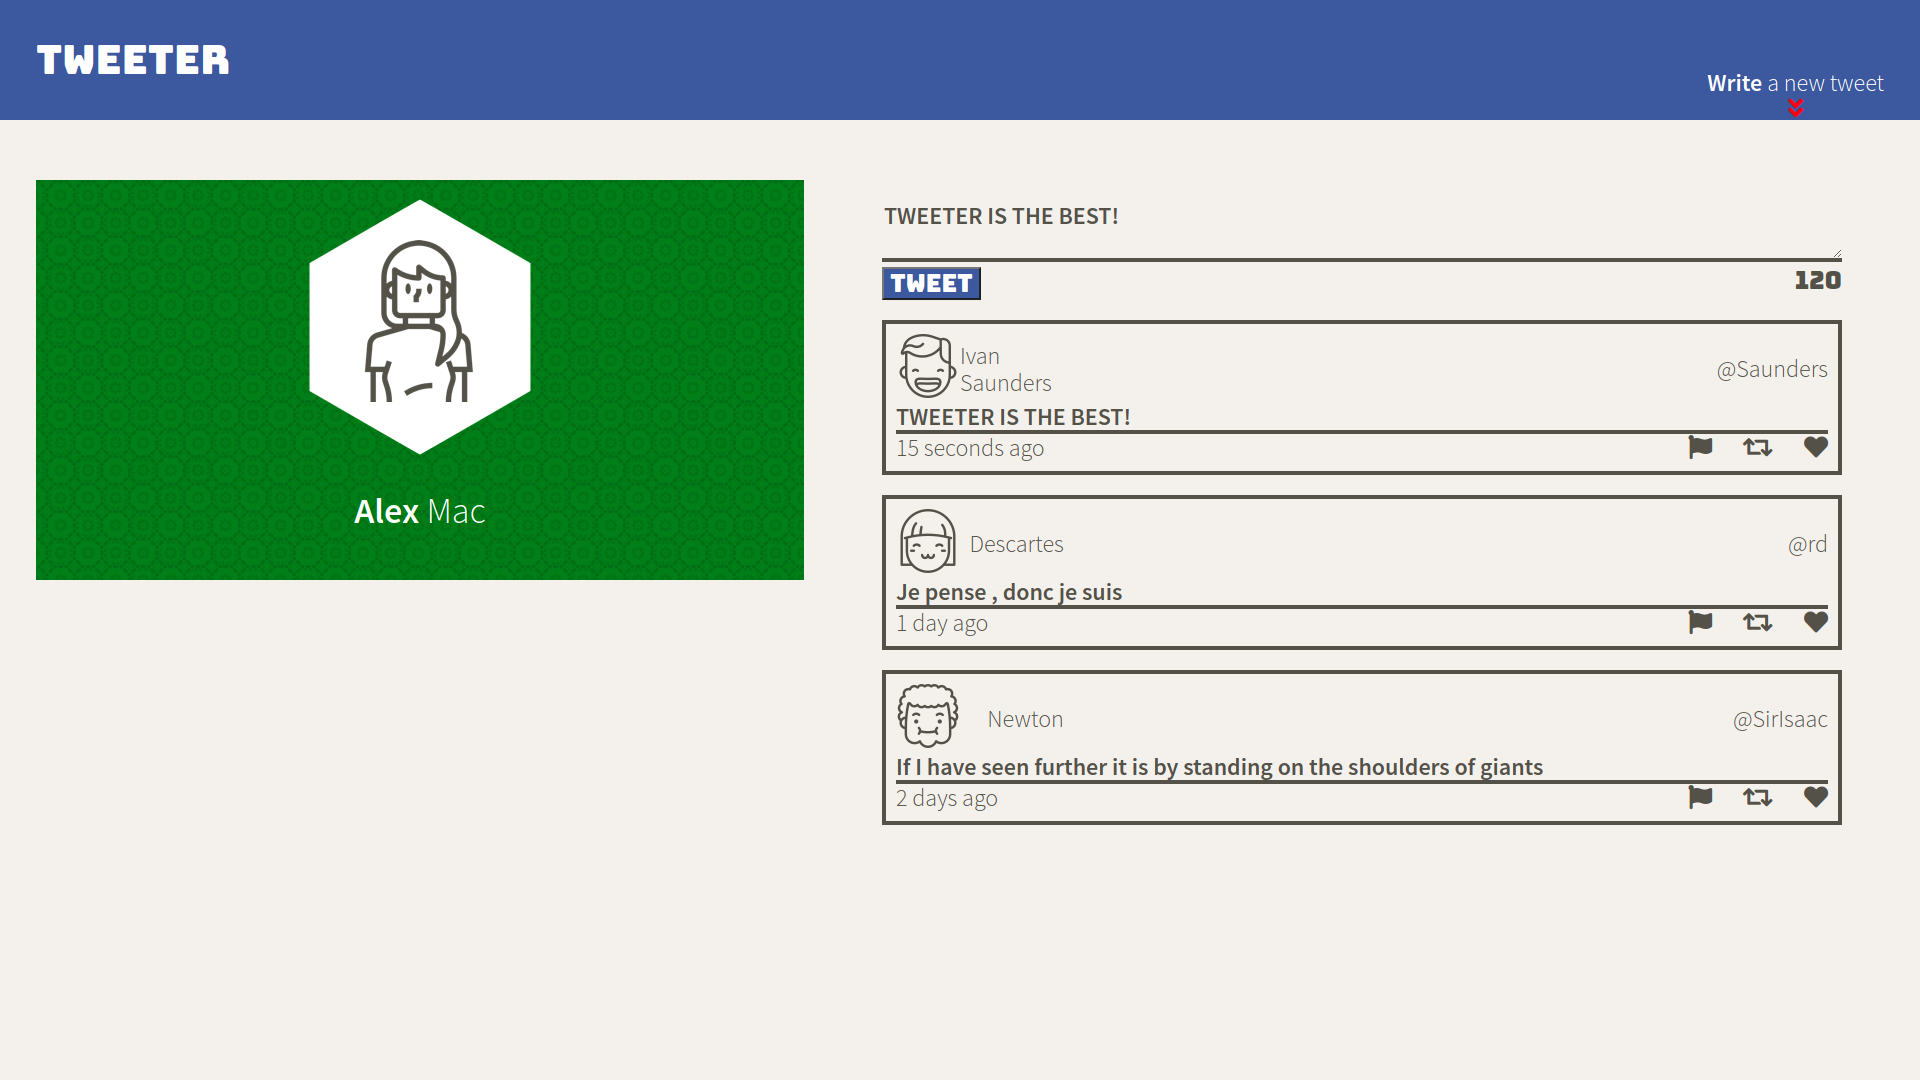 TWEETER
Write a new tweet
Alex Mac
TWEETER IS THE BEST!
TWEET
120
Ivan
Saunders
@Saunders
TWEETER IS THE BEST!
15 seconds ago
Descartes
@rd
Je pense , donc je suis
1 day ago
Newton
@SirIsaac
If I have seen further it is by standing on the shoulders of giants
2 days ago